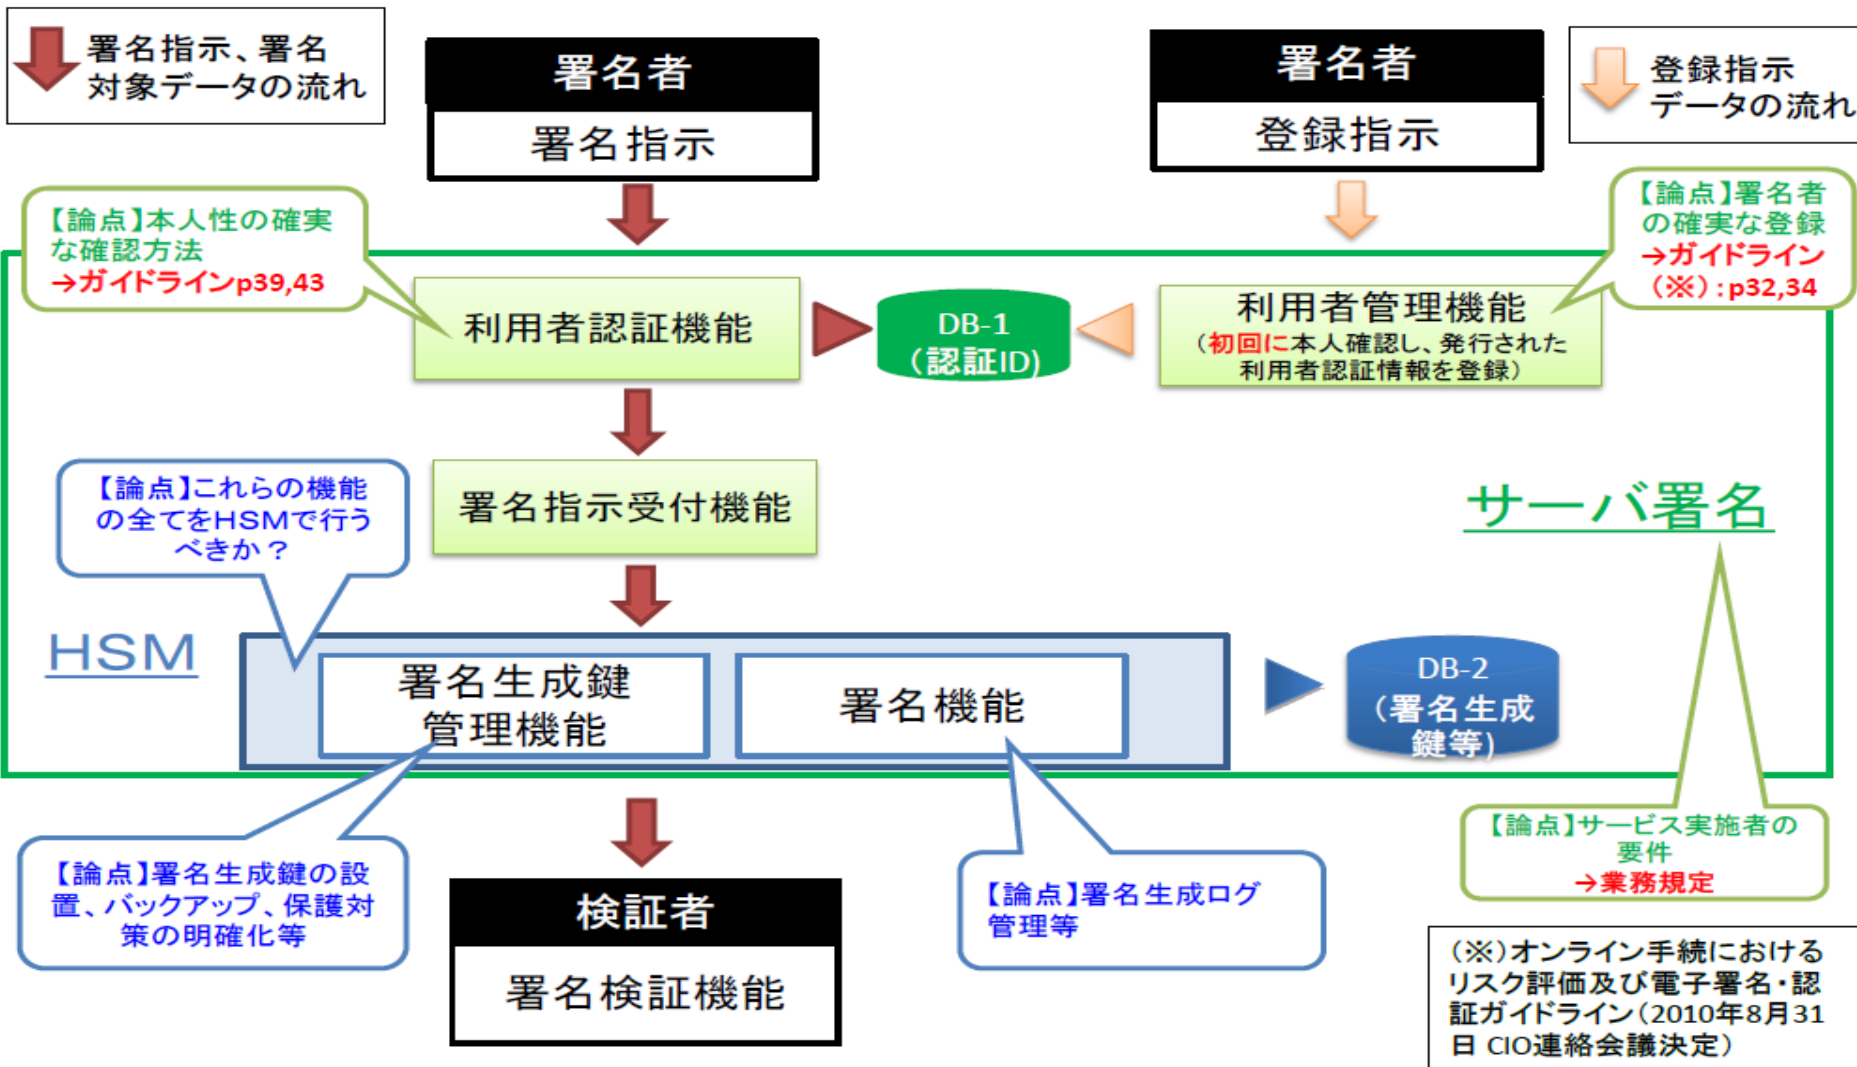 署名指示、署名
対象データの流れ
署名者
署名指示
署名者
登録指示
登録指示
データの流れ
【論点】本人性の確実
な確認方法
→ガイドラインp39,43
【論点】署名者
の確実な登録
→ガイドライン
(※):p32,34
利用者認証機能
DB-1
(認証ID)
利用者管理機能
(初回に本人確認し、発行された
利用者認証情報を登録)
【論点】これらの機能
の全てをHSMで行う
べきか?
署名指示受付機能
サーバ署名
HSM
署名生成鍵
管理機能
署名機能
DB-2
(署名生成
鍵等)
【論点】署名生成鍵の設
置、バックアップ、保護対
策の明確化等
検証者
署名検証機能
【論点】署名生成ログ
管理等
【論点】サービス実施者の
要件
→業務規定
(※)オンライン手続における
リスク評価及び電子署名・認
証ガイドライン(2010年8月31
日 CIO連絡会議決定)